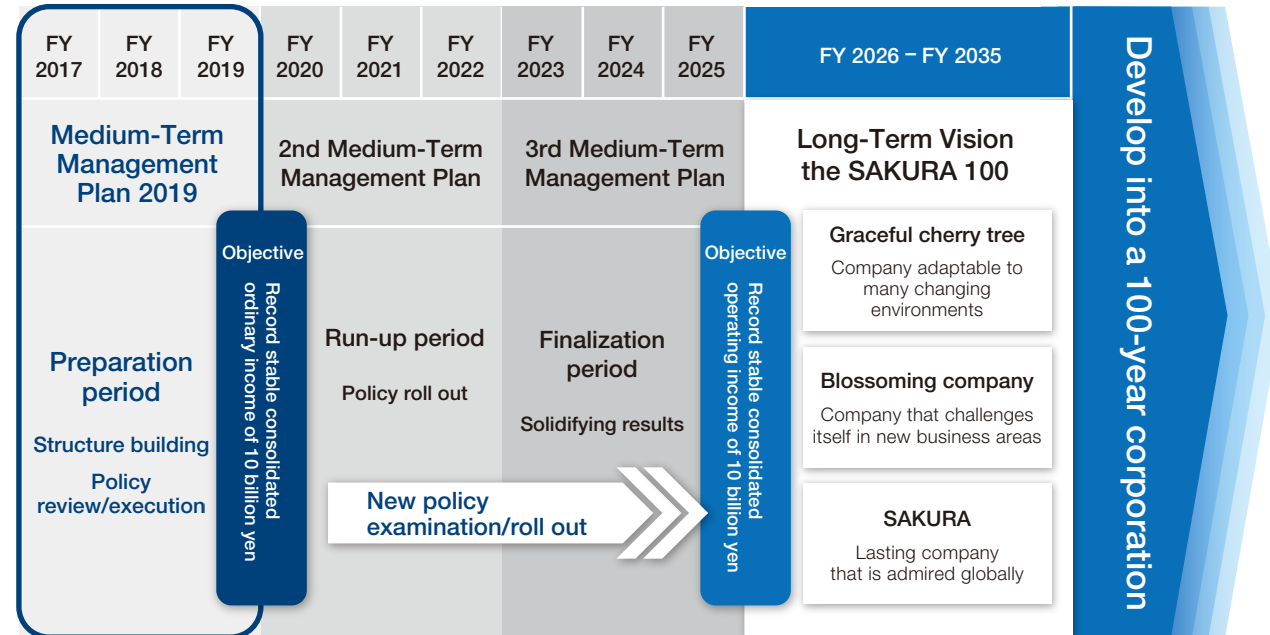 FY
2017
FY
2018
FY
2019
FY
2020
FY
2021
FY
2022
FY
2023
FY
2024
FY
2025
FY 2026 – FY 2035
Medium-Term
Management
Plan 2019
2nd Medium-Term
Management Plan
3rd Medium-Term
Management Plan
Long-Term Vision
the SAKURA 100
Preparation
period
Structure building
Policy
review/execution
Objective
Record stable consolidated
ordinary income of 10 billion yen
Run-up period
Policy roll out
Finalization
period
Solidifying results
New policy
examination/roll out
Objective
Record stable consolidated
operating income of 10 billion yen
Graceful cherry tree
Company adaptable to
many changing
environments
Blossoming company
Company that challenges
itself in new business areas
SAKURA
Lasting company
that is admired globally
Develop into a 100-year corporation